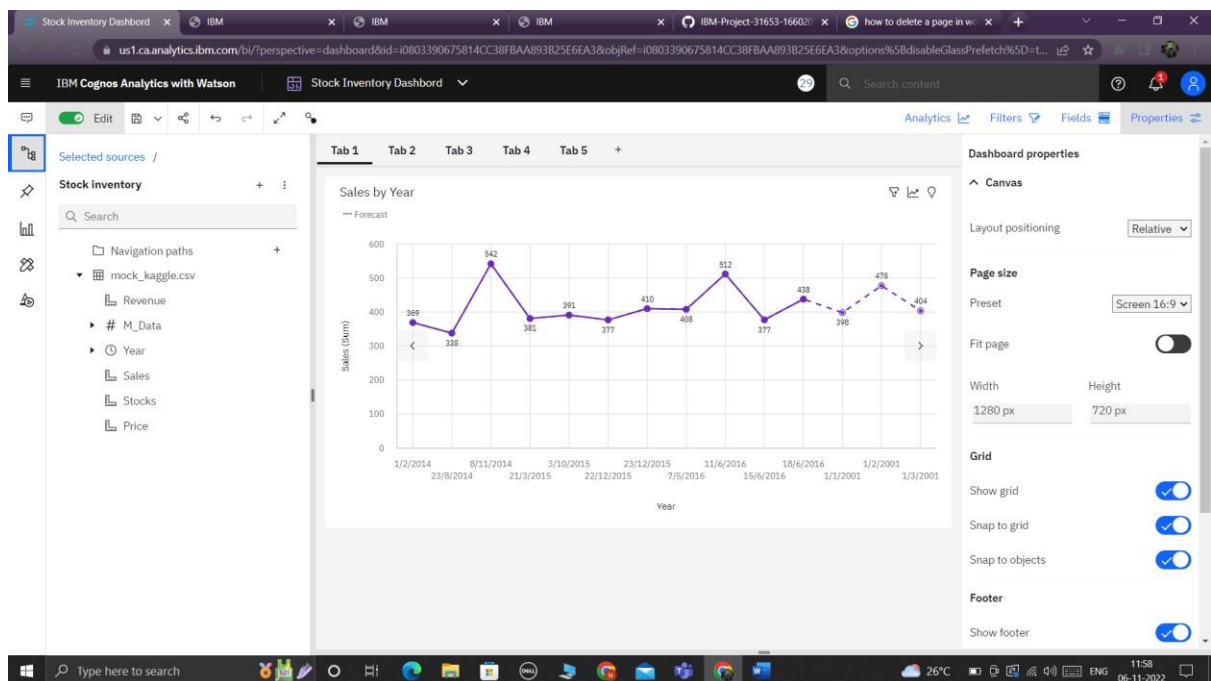 Stock Inventory Dashbord
IBM
IBM
IBM
IBM-Project-31653-166020
how to delete a page in wo
us1.ca.analytics.ibm.com/bi/?perspective=dashboard&id=i0803390675814CC38FBAA893B25E6EA3&objRef=i0803390675814CC38FBAA893B25E6EA3&options%5BdisableGlassPrefetch%5D=t...
IBM Cognos Analytics with Watson
Stock Inventory Dashbord
29
Search content
1
Edit
Analytics
Filters
Fields
Properties
Selected sources /
Stock inventory
Search
Navigation paths
mock_kaggle.csv
Revenue
# M_Data
Year
Sales
Stocks
Price
Tab 1 Tab 2 Tab 3 Tab 4 Tab 5 +
Sales by Year
Forecast
Sales (Sum)
600
500
400
300
200
100
0
369 338 542 381 391 377 410 408 512 377 438 398 478 404
1/2/2014 8/11/2014 3/10/2015 23/12/2015 11/6/2016 18/6/2016 1/2/2001
23/8/2014 21/3/2015 22/12/2015 7/5/2016 15/6/2016 1/1/2001 1/3/2001
Year
Dashboard properties
Canvas
Layout positioning Relative
Page size
Preset Screen 16:9
Fit page
Width Height
1280 px 720 px
Grid
Show grid
Snap to grid
Snap to objects
Footer
Show footer
Type here to search
DELL
26°C
ENG
11:58
06-11-2022